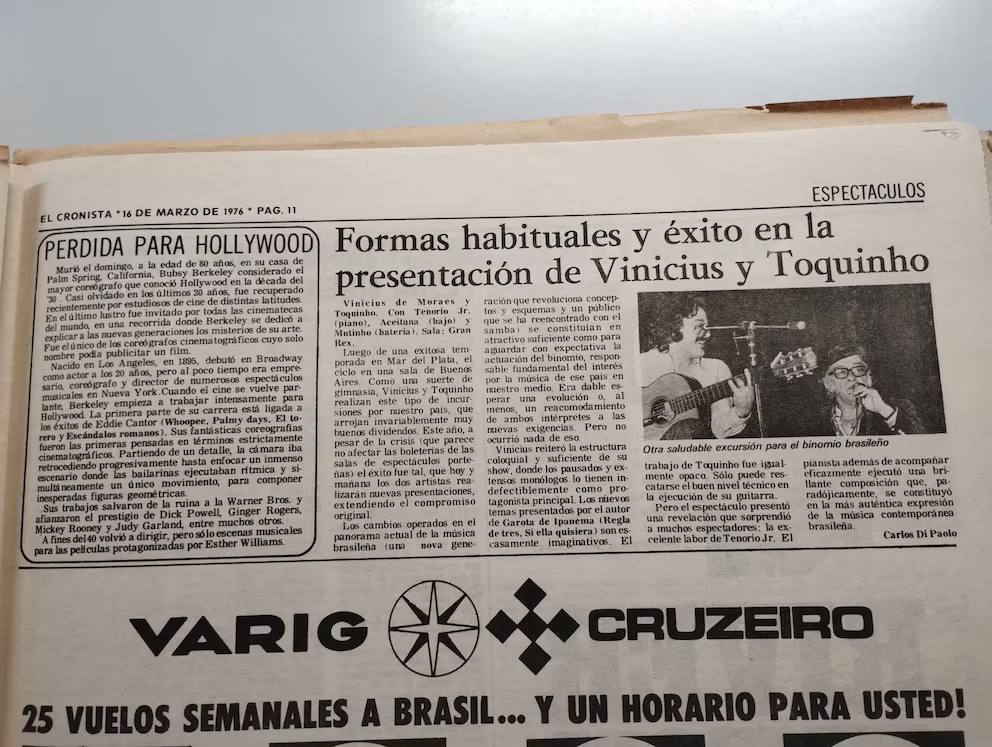 EL CRONISTA * 16 DE MARZO DE 1976 * PAG. 11
ESPECTACULOS
PERDIDA PARA HOLLYWOOD
Murió el domingo, a la edad de 80 años, en su casa de
Palm Spring, California, Bubsy Berkeley considerado el
mayor coreógrafo que conoció Hollywood en la década del
'30. Casi olvidado en los últimos 20 años, fue recuperado
recientemente por estudiosos de cine de distintas latitudes.
En el último lustro fue invitado por todas las cinematecas
del mundo, en una recorrida donde Berkeley se dedicó a
explicar a las nuevas generaciones los misterios de su arte.
Fue el único de los coreógrafos cinematográficos cuyo solo
nombre podía publicitar un film.
Nacido en Los Angeles, en 1895, debutó en Broadway
como actor a los 20 años, pero al poco tiempo era empre-
sario, coreógrafo y director de numerosos espectáculos
musicales en Nueva York. Cuando el cine se vuelve par-
lante, Berkeley empieza a trabajar intensamente para
Hollywood. La primera parte de su carrera está ligada a
los éxitos de Eddie Cantor (Whoopee, Palmy days, El to-
rero y Escándalos romanos). Sus fantásticas coreografías
fueron las primeras pensadas en términos estrictamente
cinematográficos. Partiendo de un detalle, la cámara iba
retrocediendo progresivamente hasta enfocar un inmenso
escenario donde las bailarinas ejecutaban rítmica y si-
multáneamente un único movimiento, para componer
inesperadas figuras geométricas.
Sus trabajos salvaron de la ruina a la Warner Bros. y
afianzaron el prestigio de Dick Powell, Ginger Rogers,
Mickey Rooney y Judy Garland, entre muchos otros.
A fines del 40 volvió a dirigir, pero sólo escenas musicales
para las películas protagonizadas por Esther Williams.
Formas habituales y éxito en la
presentación de Vinicius y Toquinho
Vinicius de Moraes y
Toquinho. Con Tenorio Jr.
(piano), Aceituna (bajo) y
Mutinho (batería). Sala: Gran
Rex.
Luego de una exitosa tem-
porada en Mar del Plata, el
ciclo en una sala de Buenos
Aires. Como una suerte de
gimnasia, Vinicius y Toquinho
realizan este tipo de incur-
siones por nuestro país, que
arrojan invariablemente muy
buenos dividendos. Este año, a
pesar de la crisis (que parece
no afectar las boleterías de las
salas de espectáculos porte-
ñas) el éxito fue tal, que hoy y
mañana los dos artistas rea-
lizarán nuevas presentaciones,
extendiendo el compromiso
original.
Los cambios operados en el
panorama actual de la música
brasileña (una nova gene-
ración que revoluciona concep-
tos y esquemas y un público
que se ha reencontrado con el
samba) se constituían en
atractivo suficiente como para
aguardar con expectativa la
actuación del binomio, respon-
sable fundamental del interés
por la música de ese país en
nuestro medio. Era dable es-
perar una evolución o, al
menos, un reacomodamiento
de ambos intérpretes a las
nuevas exigencias. Pero no
ocurrió nada de eso.
Vinicius reiteró la estructura
coloquial y suficiente de su
show, donde los pausados y ex-
tensos monólogos lo tienen in-
defectiblemente como pro-
tagonista principal. Los nuevos
temas presentados por el autor
de Garota de Ipanema (Regla
de tres, Si ella quisiera) son es-
casamente imaginativos. El
Otra saludable excursión para el binomio brasileño
trabajo de Toquinho fue igual-
mente opaco. Sólo puede res-
catarse el buen nivel técnico en
la ejecución de su guitarra.
Pero el espectáculo presentó
una revelación que sorprendió
a muchos espectadores: la ex-
celente labor de Tenorio Jr. El
pianista además de acompañar
eficazmente ejecutó una bri-
llante composición que, pa-
radójicamente, se constituyó
en la más auténtica expresión
de la música contemporánea
brasileña.
Carlos Di Paolo
VARIG CRUZEIRO
25 VUELOS SEMANALES A BRASIL... Y UN HORARIO PARA USTED!